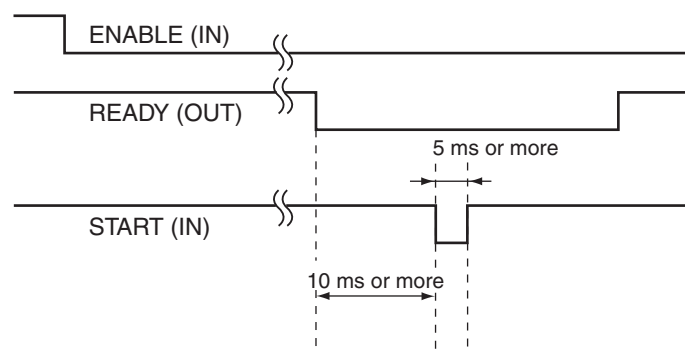 ENABLE (IN)
READY (OUT)
5 ms or more
START (IN)
10 ms or more